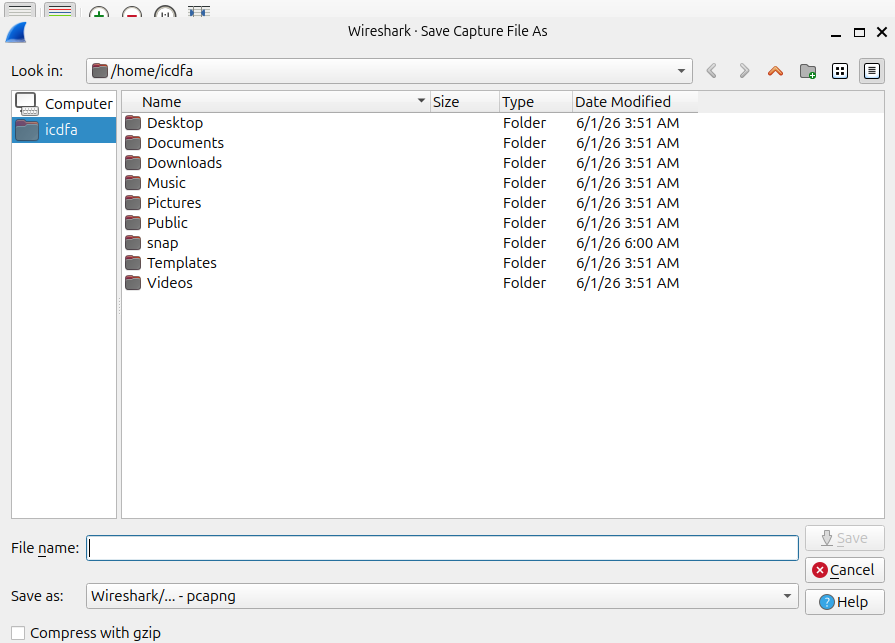 Wireshark · Save Capture File As
Look in: /home/icdfa
Computer
icdfa
Name Size Type Date Modified
Desktop Folder 6/1/26 3:51 AM
Documents Folder 6/1/26 3:51 AM
Downloads Folder 6/1/26 3:51 AM
Music Folder 6/1/26 3:51 AM
Pictures Folder 6/1/26 3:51 AM
Public Folder 6/1/26 3:51 AM
snap Folder 6/1/26 6:00 AM
Templates Folder 6/1/26 3:51 AM
Videos Folder 6/1/26 3:51 AM
File name: Save
Cancel
Save as: Wireshark/... - pcapng Help
Compress with gzip